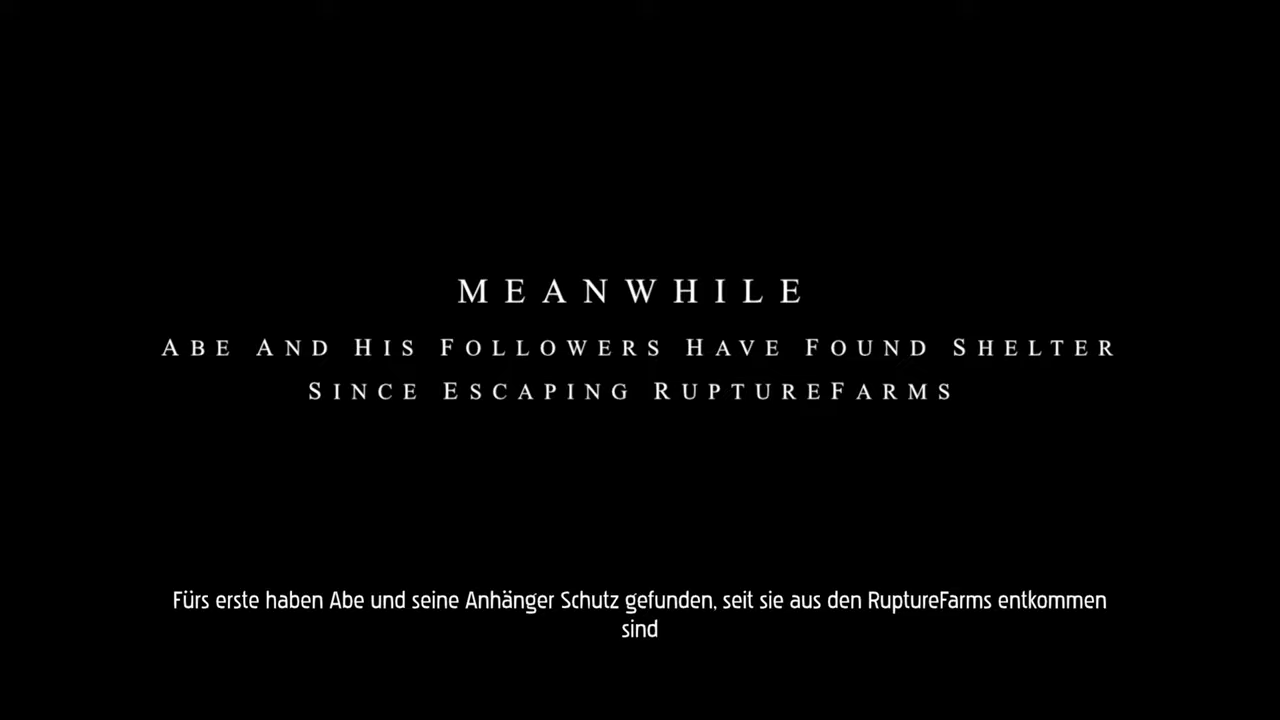 MEANWHILE
ABE AND HIS FOLLOWERS HAVE FOUND SHELTER
SINCE ESCAPING RUPTUREFARMS
Fürs erste haben Abe und seine Anhänger Schutz gefunden, seit sie aus den RuptureFarms entkommen
sind